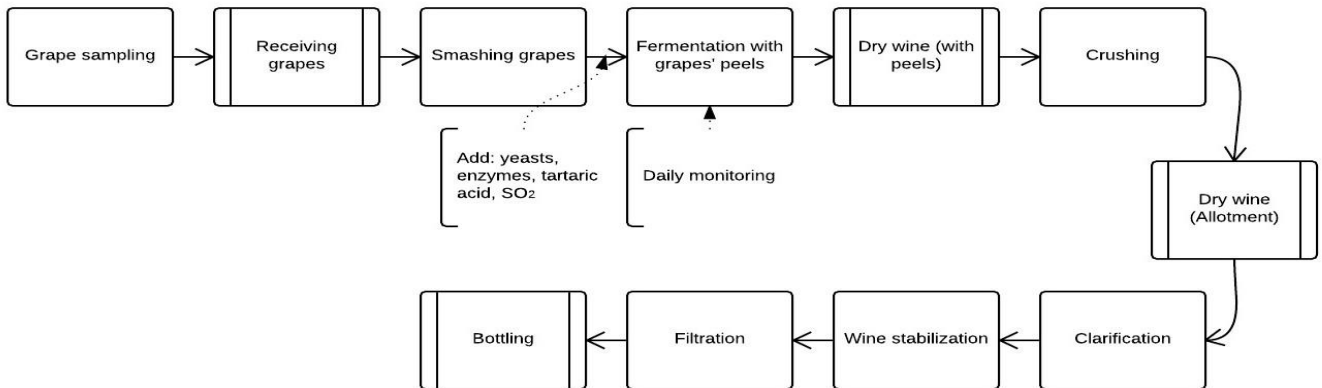 Grape sampling
Receiving
grapes
Smashing grapes
Fermentation with
grapes' peels
Dry wine (with
peels)
Crushing
Add: yeasts,
enzymes, tartaric
acid, SO2
Daily monitoring
Dry wine
(Allotment)
Bottling
Filtration
Wine stabilization
Clarification